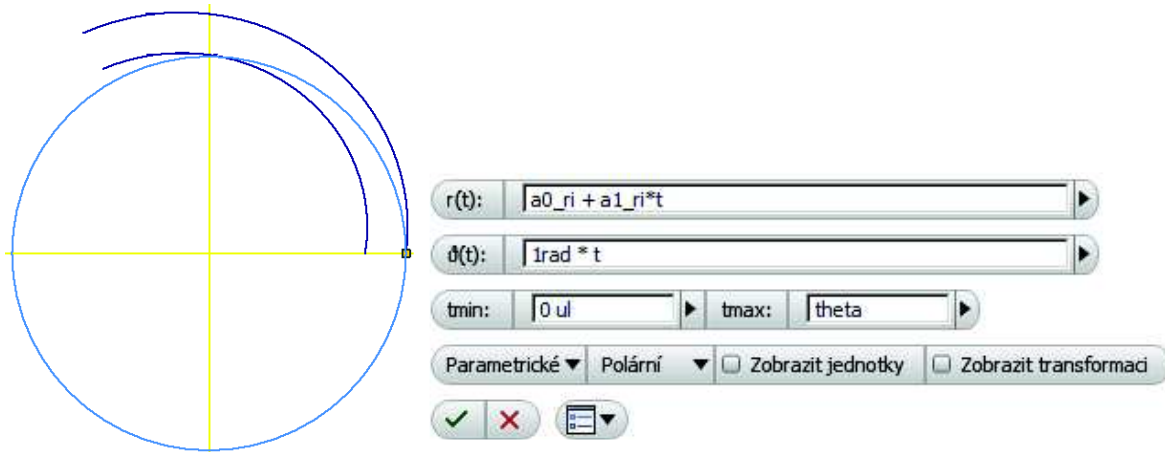 r(t): a0_ri + a1_ri*t
ϑ(t): 1rad * t
tmin: 0 ul tmax: theta
Parametrické Polární Zobrazit jednotky Zobrazit transformaci